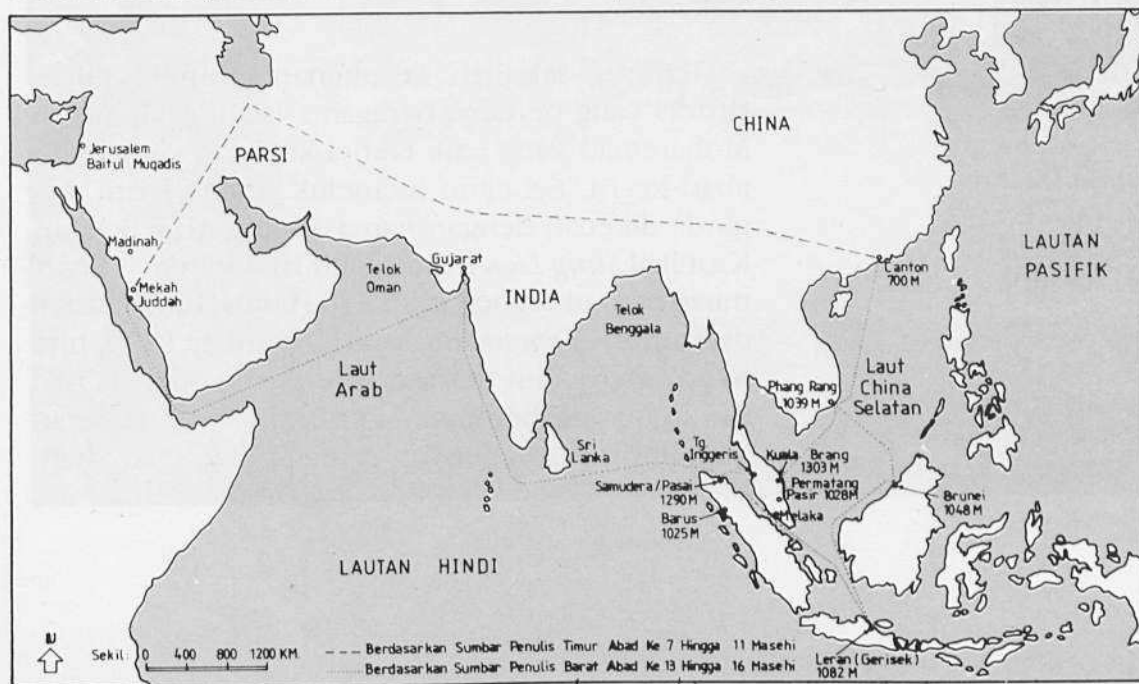 CHINA
Jerusalem
Baitul Muqadis
PARSI
LAUTAN
PASIFIK
Madinah
Mekah
Juddah
Telok
Oman
Gujarat
INDIA
Telok
Benggala
Canton
700 M
Laut
Arab
Phang Rang
1039 M
Laut
China
Selatan
Sri
Lanka
Tg.
Inggeris
Kuala Brang
1303 M
Permatang
Pasir 1028M
Samudera / Pasai
1290 M
Melaka
Barus
1025 M
Brunei
1048 M
LAUTAN HINDI
Sekil: 0 400 800 1200 KM.
Berdasarkan Sumbar Penulis Timur Abad Ke 7 Hingga 11 Masehi
Berdasarkan Sumbar Penulis Barat Abad Ke 13 Hingga 16 Masehi
Leran (Gerisek)
1082 M